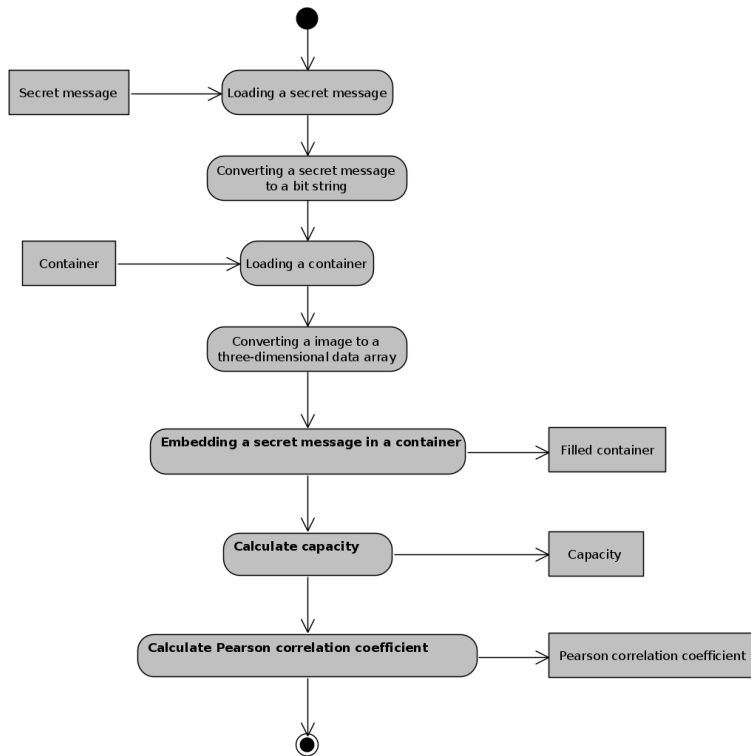 Secret message
Loading a secret message
Converting a secret message
to a bit string
Container
Loading a container
Converting a image to a
three-dimensional data array
Embedding a secret message in a container
Filled container
Calculate capacity
Capacity
Calculate Pearson correlation coefficient
Pearson correlation coefficient